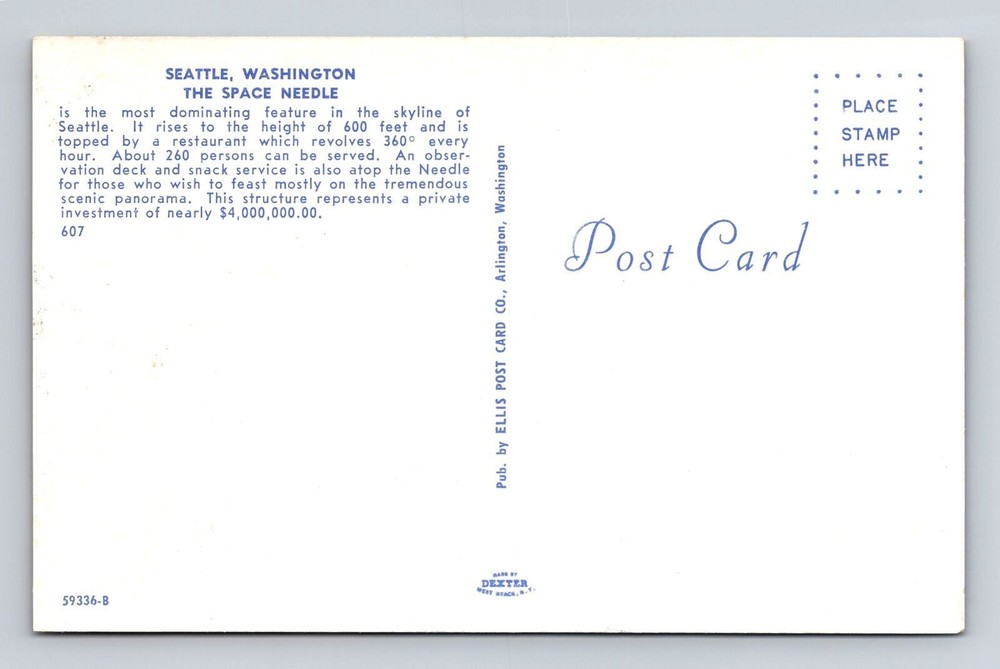 SEATTLE, WASHINGTON
THE SPACE NEEDLE
is the most dominating feature in the skyline of
Seattle. It rises to the height of 600 feet and is
topped by a restaurant which revolves 360° every
hour. About 260 persons can be served. An obser-
vation deck and snack service is also atop the Needle
for those who wish to feast mostly on the tremendous
scenic panorama. This structure represents a private
investment of nearly $4,000,000.00.
607
59336-B
Pub. by ELLIS POST CARD CO., Arlington, Washington
MADE BY
DEXTER
WEST NYACK, N.Y.
Post Card
PLACE
STAMP
HERE